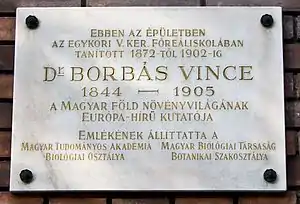 EBBEN AZ ÉPÜLETBEN
AZ EGYKORI V. KER. FŐREÁLISKOLÁBAN
TANÍTOTT 1872-TŐL 1902-IG
Dr BORBÁS VINCE
1844 — 1905
A MAGYAR FÖLD NÖVÉNYVILÁGÁNAK
EURÓPA-HÍRŰ KUTATÓJA
EMLÉKÉNEK ÁLLÍTTATTA
MAGYAR TUDOMÁNYOS AKADÉMIA MAGYAR BIOLÓGIAI TÁRSASÁG
BIOLÓGIAI OSZTÁLYA BOTANIKAI SZAKOSZTÁLYA